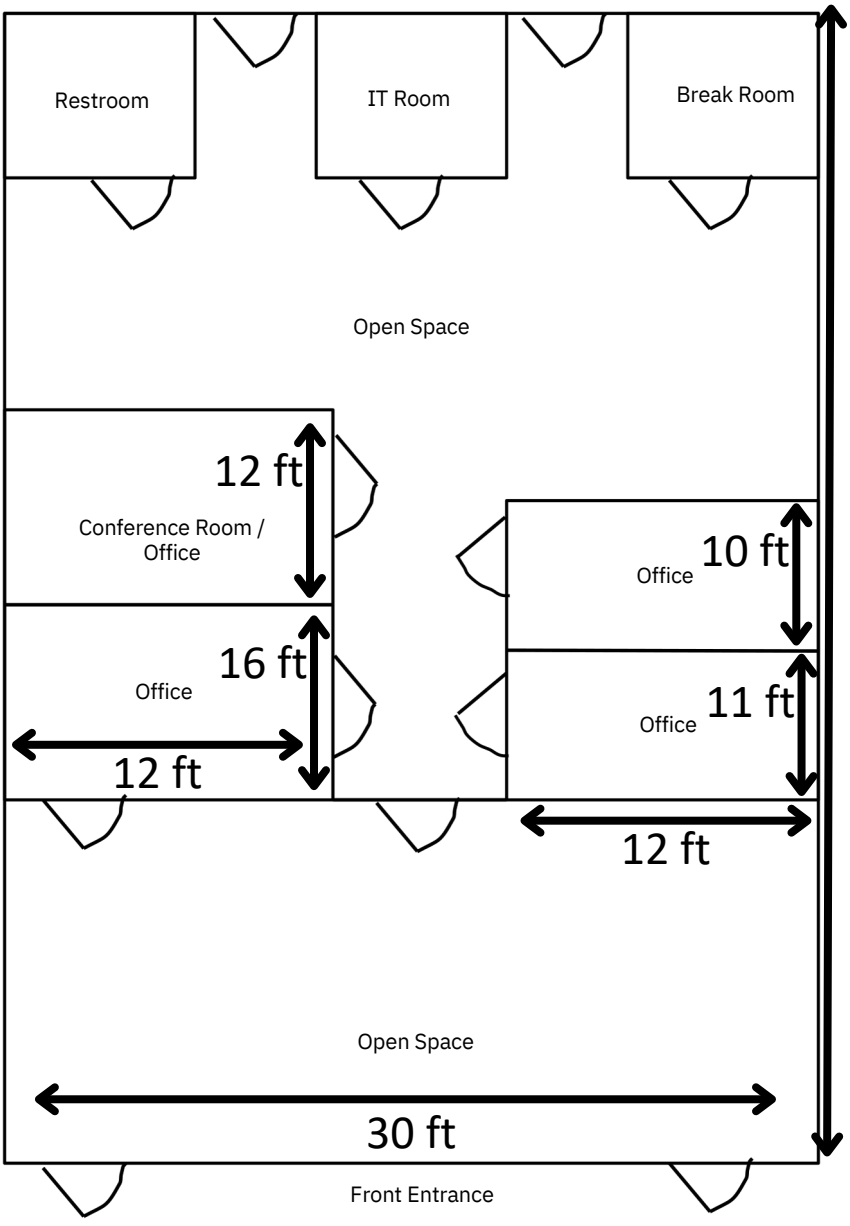 Restroom
IT Room
Break Room
Open Space
12 ft
Conference Room /
Office
10 ft
Office
16 ft
Office
12 ft
11 ft
Office
12 ft
Open Space
30 ft
Front Entrance